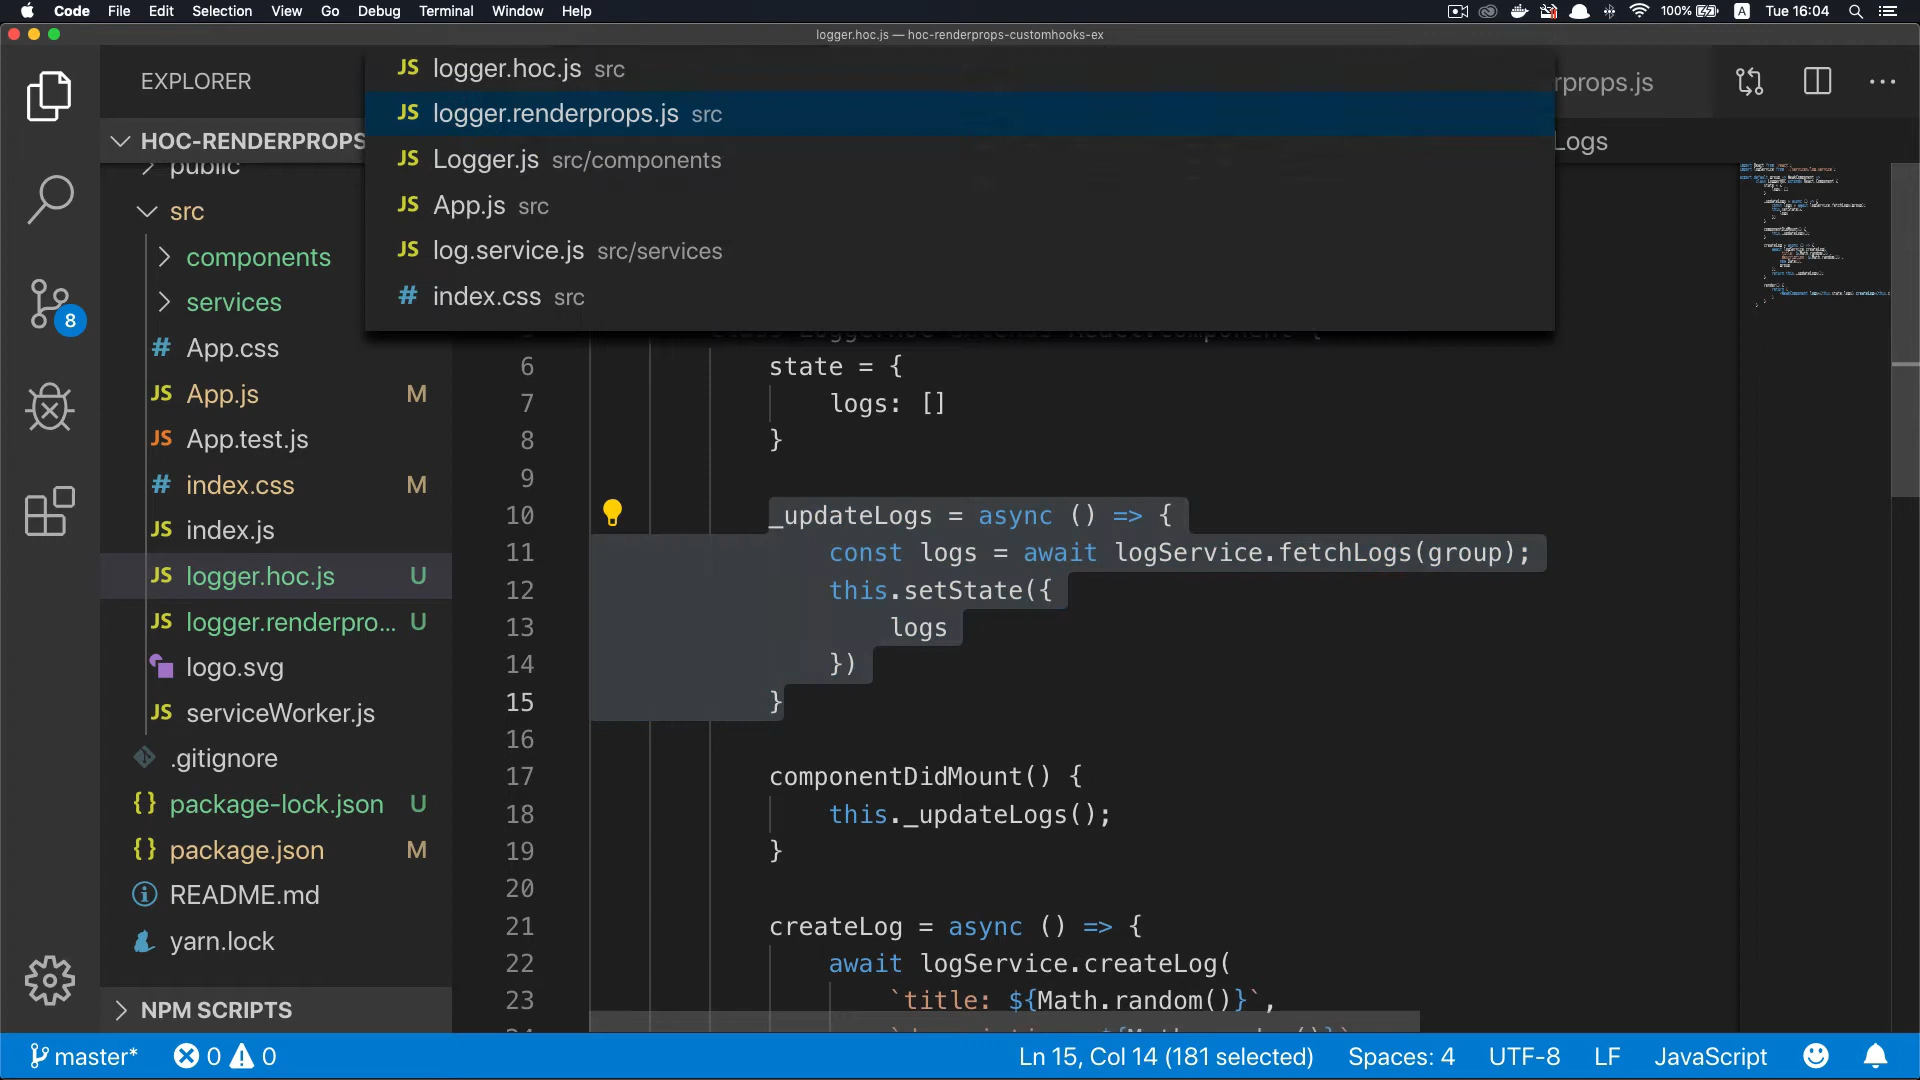 Code File Edit Selection View Go Debug Terminal Window Help 100% A Tue 16:04
logger.hoc.js — hoc-renderprops-customhooks-ex
EXPLORER
HOC-RENDERPROPS
public
src
components
services
App.css
App.js M
App.test.js
index.css M
index.js
logger.hoc.js U
logger.renderpro... U
logo.svg
serviceWorker.js
.gitignore
package-lock.json U
package.json M
README.md
yarn.lock
NPM SCRIPTS
8
JS logger.hoc.js src
JS logger.renderprops.js src
JS Logger.js src/components
JS App.js src
JS log.service.js src/services
# index.css src
rprops.js
Logs
6 state = {
7 logs: []
8 }
9
10 _updateLogs = async () => {
11 const logs = await logService.fetchLogs(group);
12 this.setState({
13 logs
14 })
15 }
16
17 componentDidMount() {
18 this._updateLogs();
19 }
20
21 createLog = async () => {
22 await logService.createLog(
23 `title: ${Math.random()}`,
master* 0 0 Ln 15, Col 14 (181 selected) Spaces: 4 UTF-8 LF JavaScript